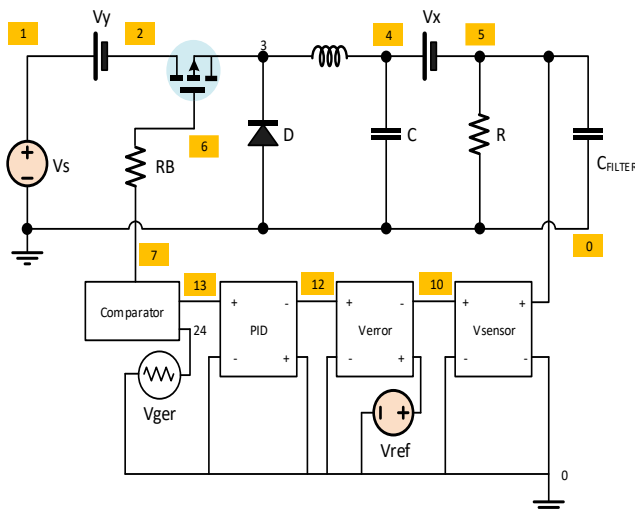 Vy
Vx
1
2
3
4
5
+
-
Vs
6
RB
D
C
R
CFILTER
0
7
Comparator
13
24
+ -
PID
- +
12
+ -
Verror
- +
10
+ +
Vsensor
- -
Vger
Vref
0